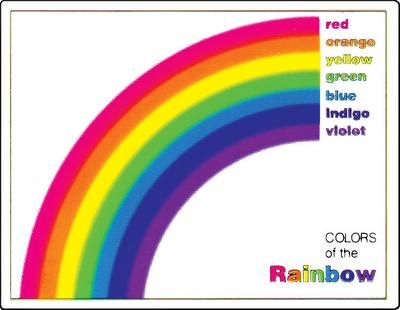 red
orange
yellow
green
blue
indigo
violet
COLORS
of the
Rainbow